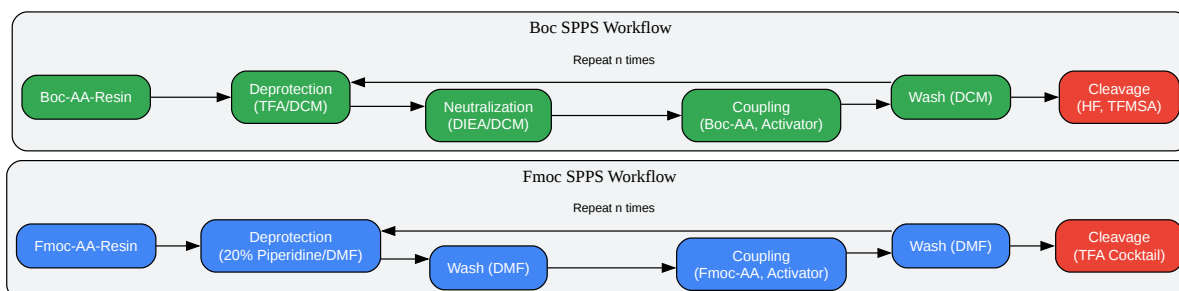 Boc SPPS Workflow
Repeat n times
Boc-AA-Resin
Deprotection
(TFA/DCM)
Neutralization
(DIEA/DCM)
Coupling
(Boc-AA, Activator)
Wash (DCM)
Cleavage
(HF, TFMSA)
Fmoc SPPS Workflow
Repeat n times
Fmoc-AA-Resin
Deprotection
(20% Piperidine/DMF)
Wash (DMF)
Coupling
(Fmoc-AA, Activator)
Wash (DMF)
Cleavage
(TFA Cocktail)